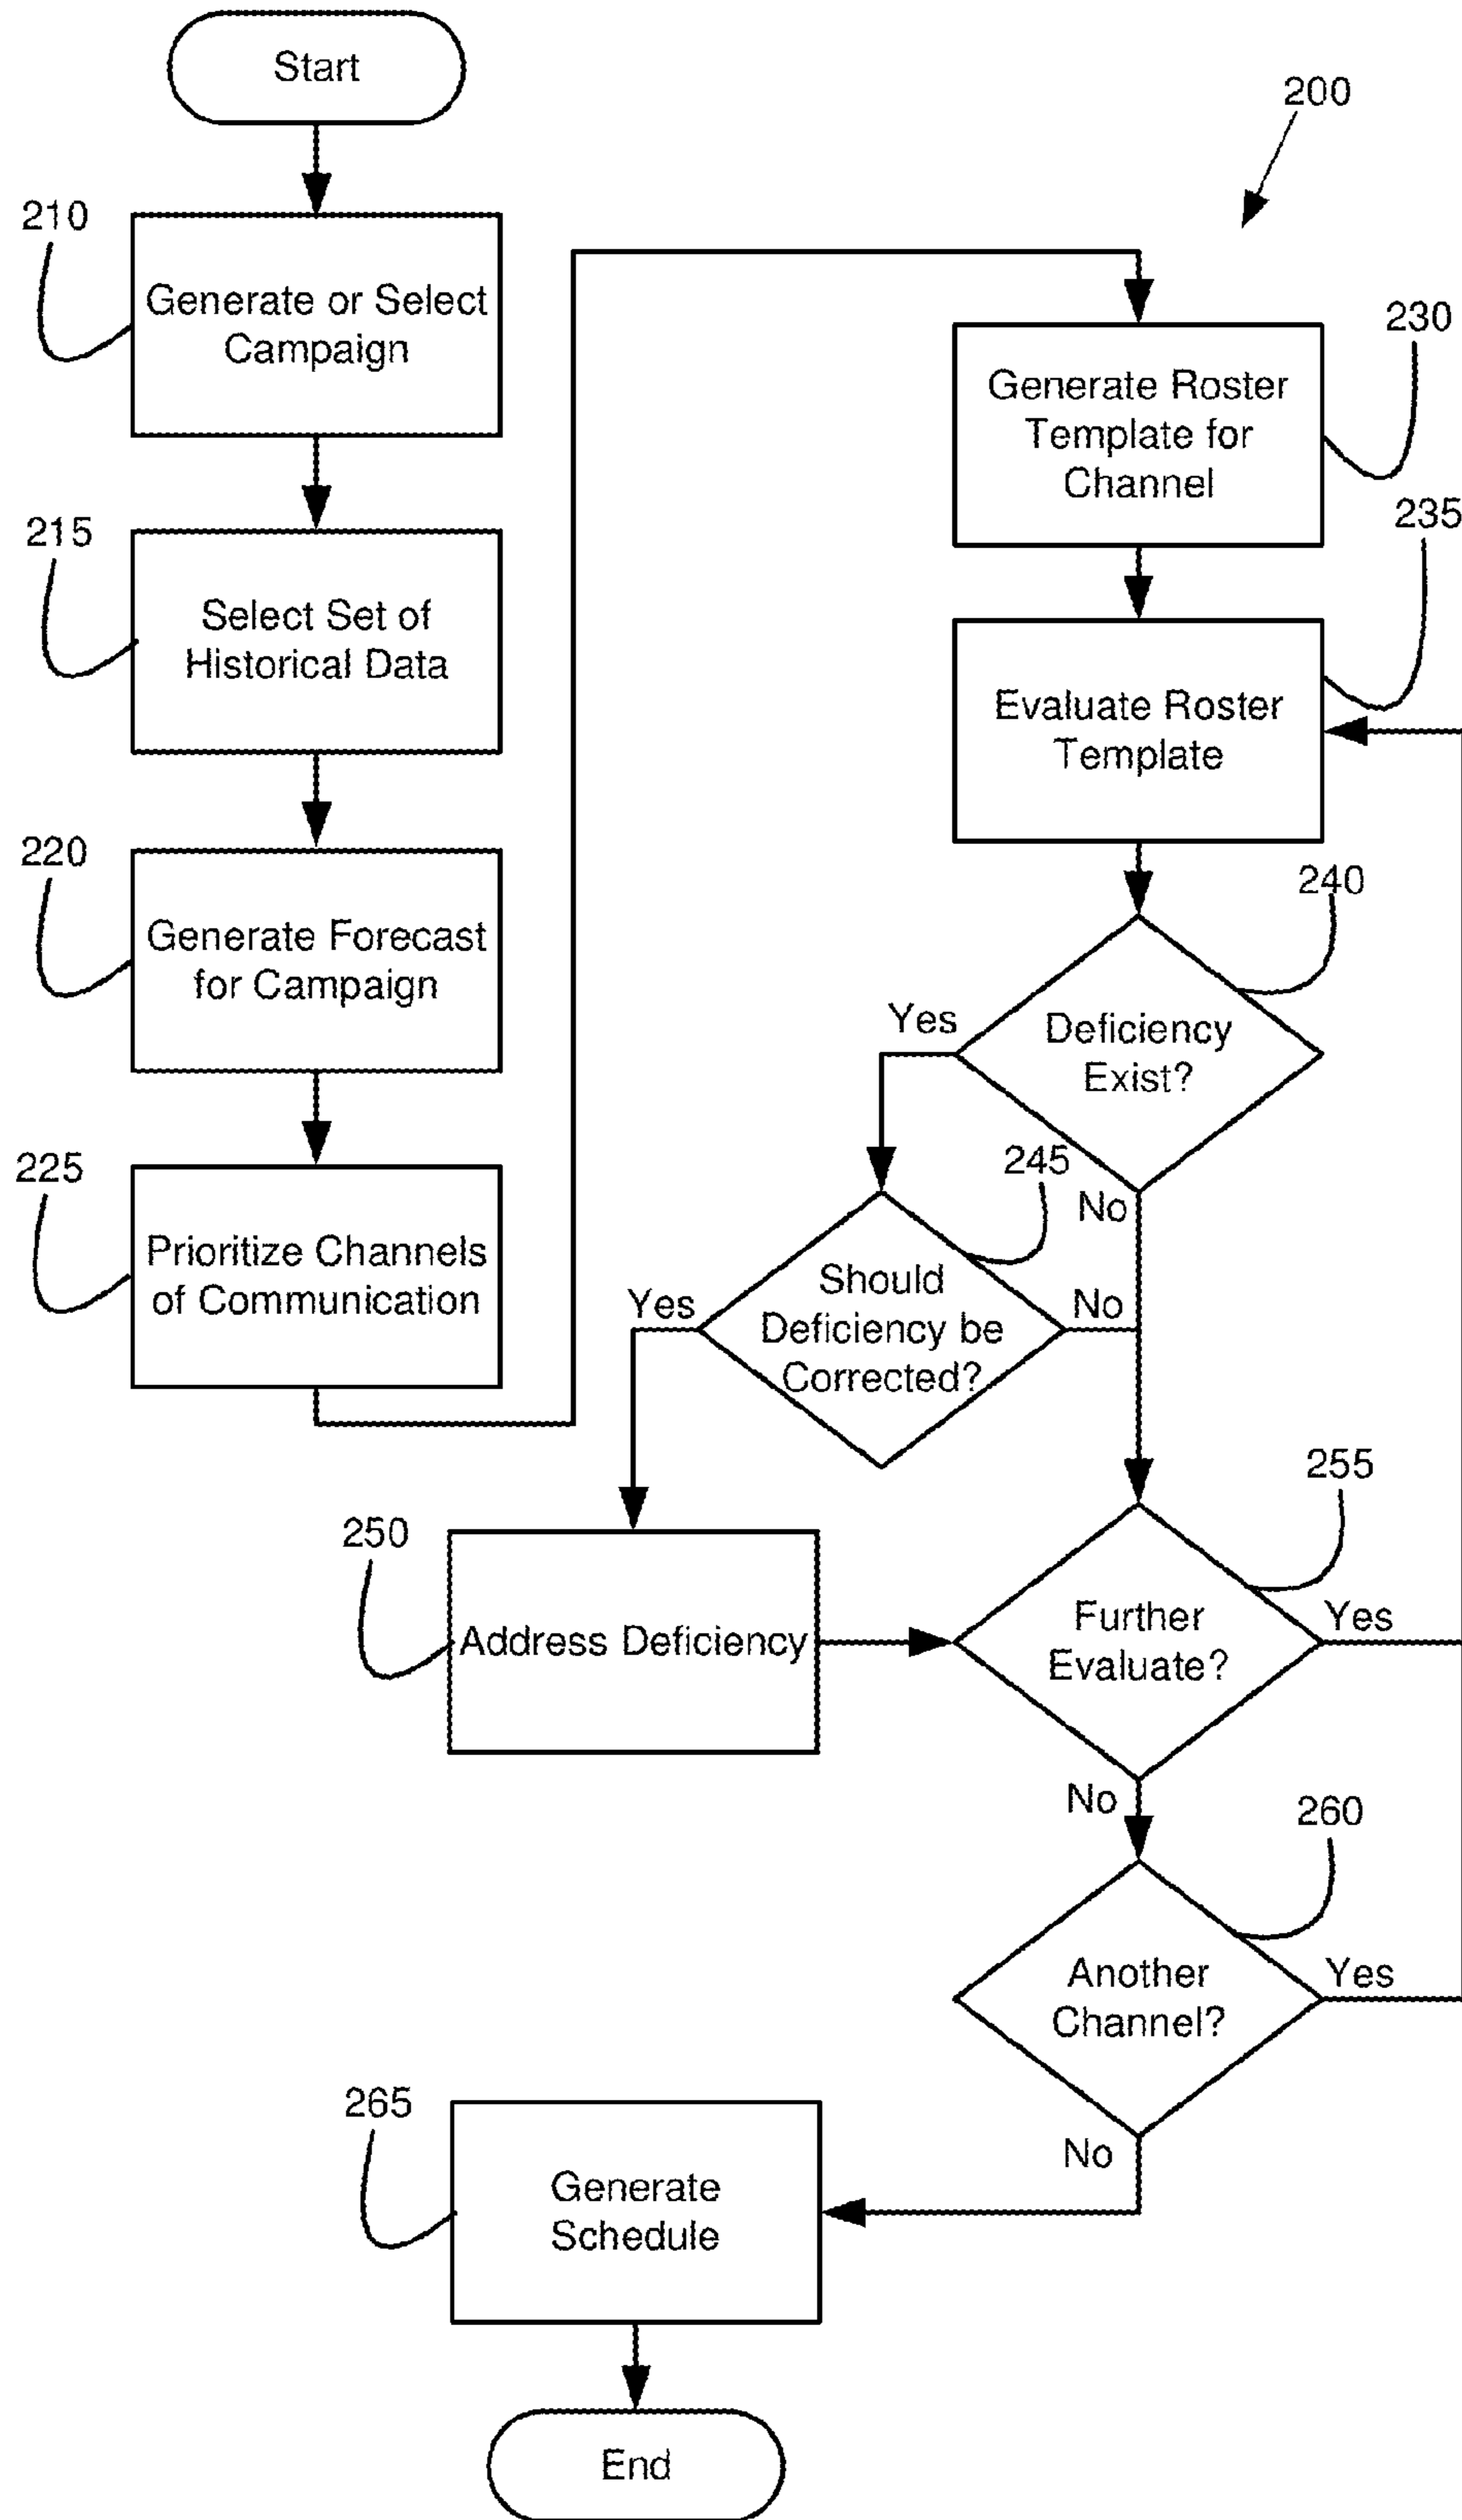 Start
200
210
Generate or Select
Campaign
215
Select Set of
Historical Data
220
Generate Forecast
for Campaign
225
Prioritize Channels
of Communication
230
Generate Roster
Template for
Channel
235
Evaluate Roster
Template
240
Deficiency
Exist?
Yes
No
245
Should
Deficiency be
Corrected?
Yes
No
250
Address Deficiency
255
Further
Evaluate?
Yes
No
260
Another
Channel?
Yes
No
265
Generate
Schedule
End